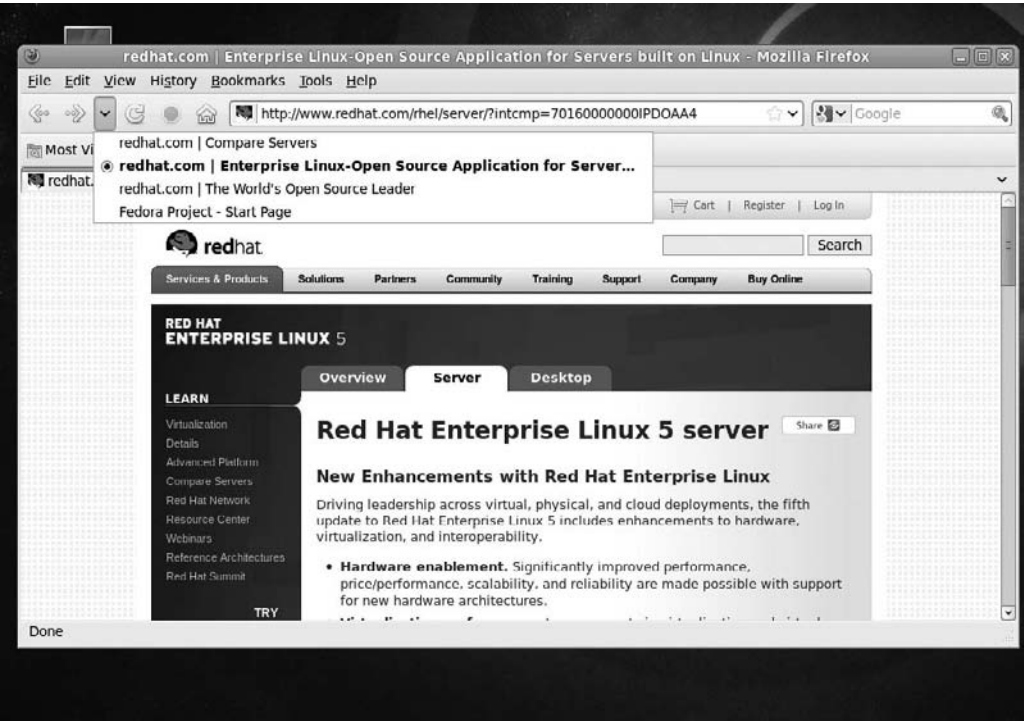 redhat.com | Enterprise Linux-Open Source Application for Servers built on Linux - Mozilla Firefox
File Edit View History Bookmarks Tools Help
http://www.redhat.com/rhel/server/?intcmp=70160000000IPDOAA4
Google
Most Vi
redhat.com | Compare Servers
redhat.com | Enterprise Linux-Open Source Application for Server...
redhat.com | The World's Open Source Leader
Fedora Project - Start Page
redhat.
Cart | Register | Log In
redhat.
Search
Services & Products Solutions Partners Community Training Support Company Buy Online
RED HAT
ENTERPRISE LINUX 5
Overview Server Desktop
LEARN
Virtualization
Details
Advanced Platform
Compare Servers
Red Hat Network
Resource Center
Webinars
Reference Architectures
Red Hat Summit
TRY
Red Hat Enterprise Linux 5 server
Share
New Enhancements with Red Hat Enterprise Linux
Driving leadership across virtual, physical, and cloud deployments, the fifth
update to Red Hat Enterprise Linux 5 includes enhancements to hardware,
virtualization, and interoperability.
• Hardware enablement. Significantly improved performance,
price/performance, scalability, and reliability are made possible with support
for new hardware architectures.
Done